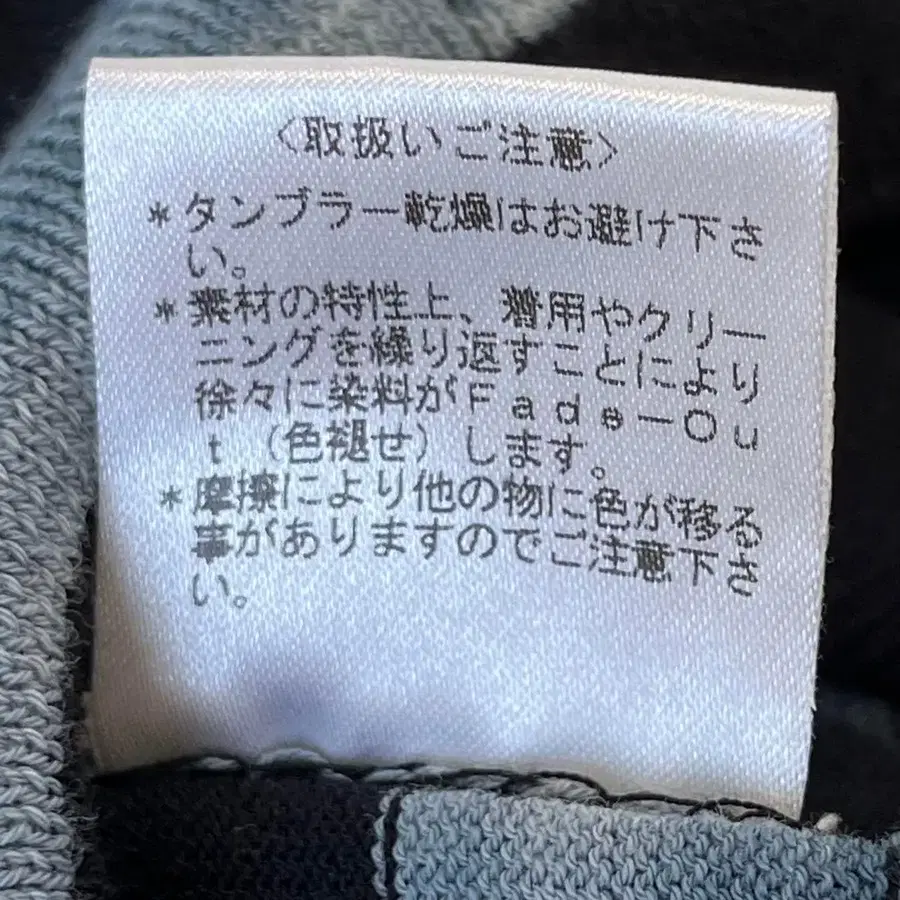 〈取扱いご注意〉
*タンブラー乾燥はお避け下さ
い。
*素材の特性上、着用やクリー
ニングを繰り返すことにより
徐々に染料がＦａｄｅ－Ｏｕ
ｔ（色褪せ）します。
*摩擦により他の物に色が移る
事がありますのでご注意下さ
い。